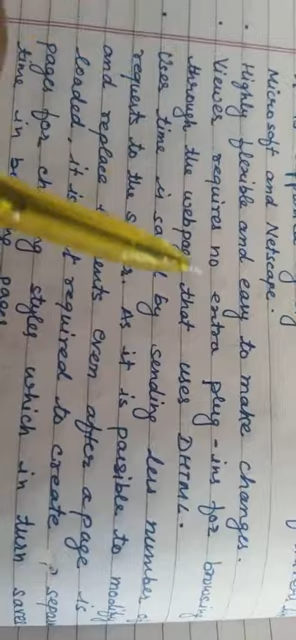 Microsoft and Netscape.
• Highly flexible and easy to make changes.
• Viewer requires no extra plug-ins for browsing
through the webpage that uses DHTML.
• User time is by sending less number of
request to the As it is possible to modify
and replace even after a page is
loaded, it is required to create
pages for styles which in turn saves
time in pages